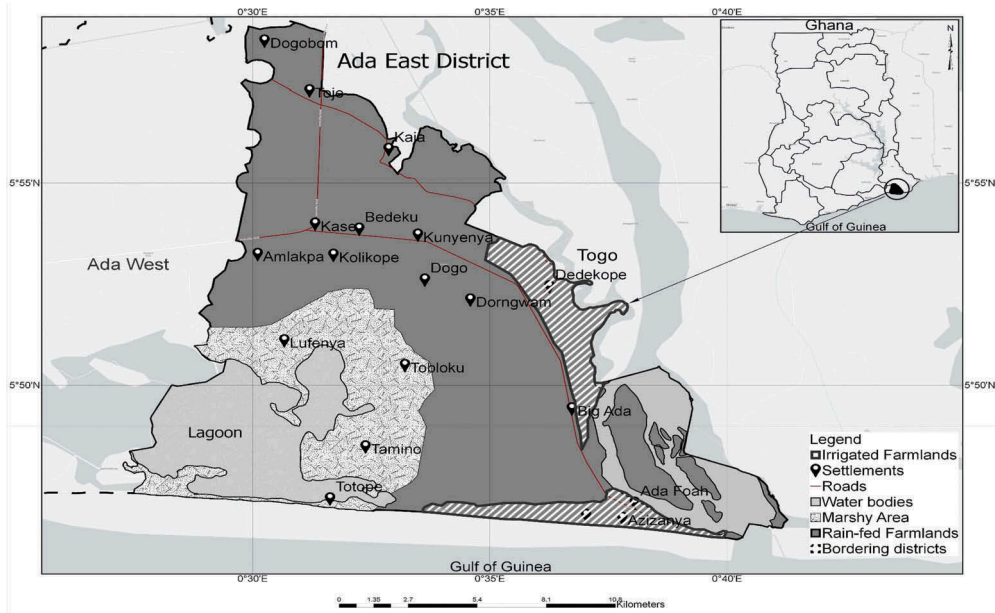 0°30'E
0°35'E
0°40'E
Ghana
N
Gulf of Guinea
Dogobom
Ada East District
Toje
Kaja
5°55'N
5°55'N
Kase
Bedeku
Kunyenya
Togo
Ada West
Amlakpa
Kolikope
Dogo
Dedekope
Dorngwam
Lufenya
Tobloku
5°50'N
5°50'N
Big Ada
Lagoon
Tamino
Totope
Ada Foah
Azizanya
Legend
Irrigated Farmlands
Settlements
Roads
Water bodies
Marshy Area
Rain-fed Farmlands
Bordering districts
Gulf of Guinea
0°30'E
0°35'E
0°40'E
0 1.35 2.7 5.4 8.1 10.8
Kilometers